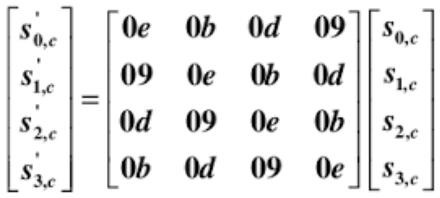 s'0,c 0e 0b 0d 09 s0,c
s'1,c 09 0e 0b 0d s1,c
=
s'2,c 0d 09 0e 0b s2,c
s'3,c 0b 0d 09 0e s3,c